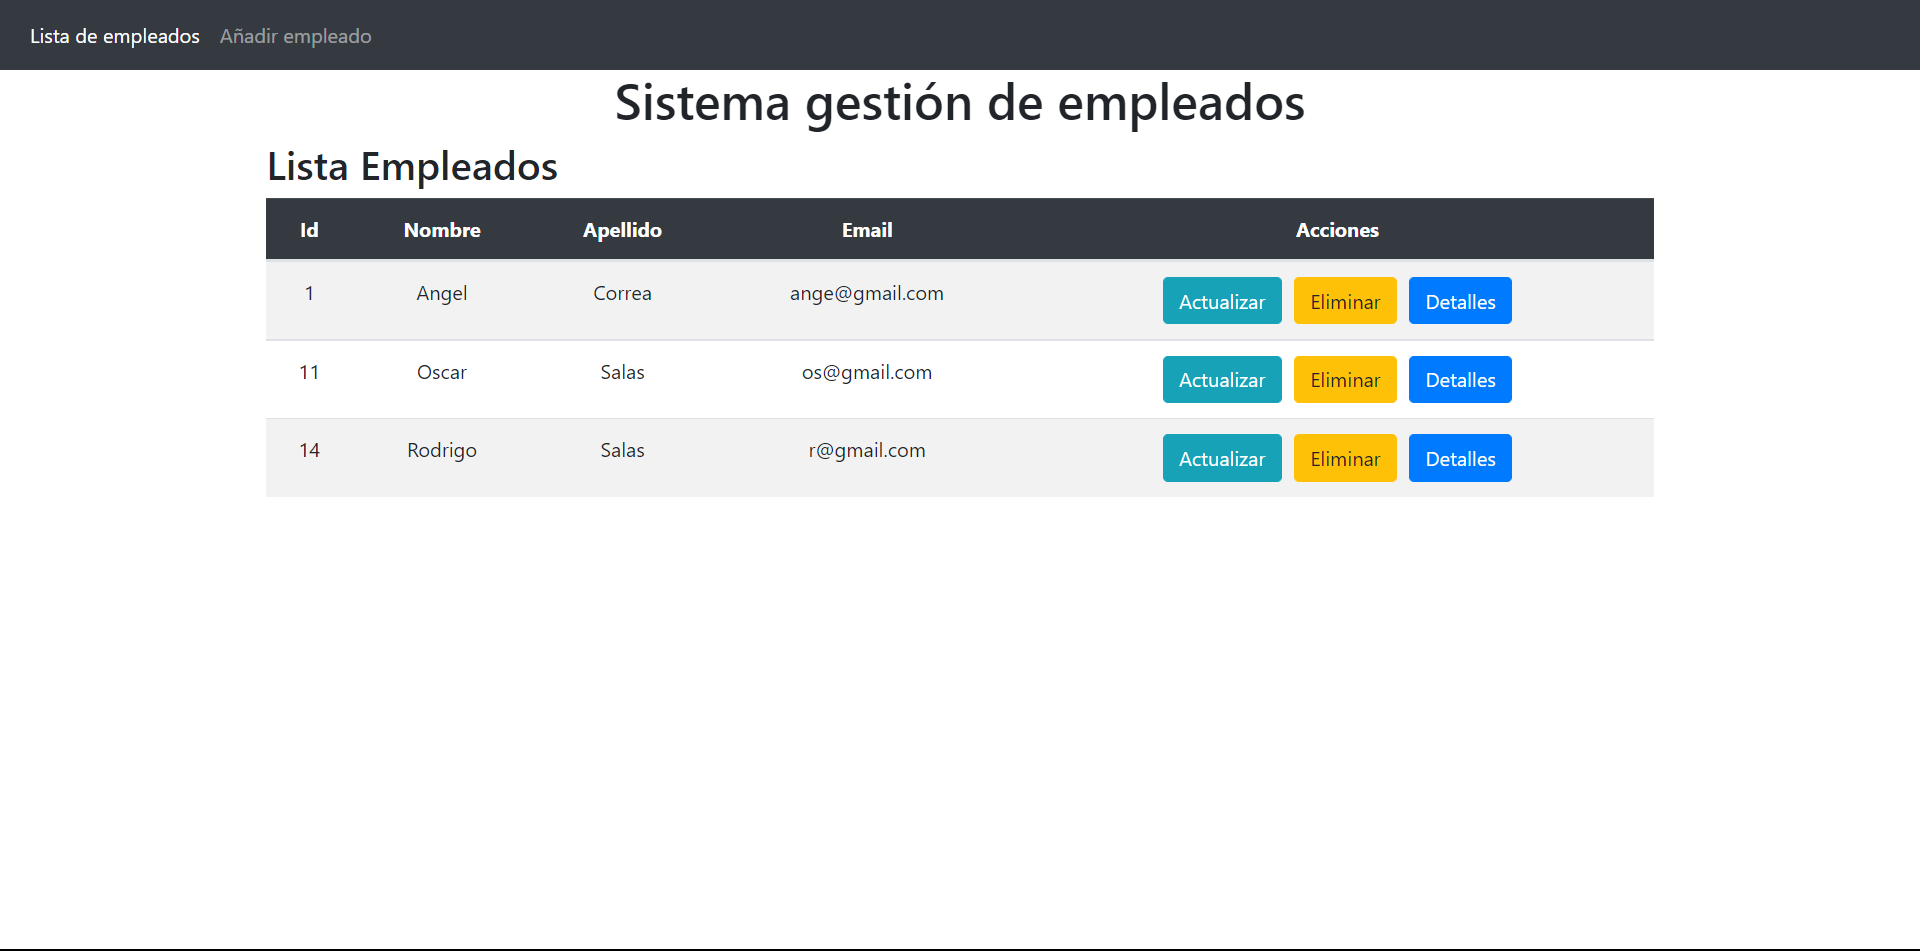 Lista de empleados Añadir empleado
Sistema gestión de empleados
Lista Empleados
Id Nombre Apellido Email Acciones
1 Angel Correa ange@gmail.com Actualizar Eliminar Detalles
11 Oscar Salas os@gmail.com Actualizar Eliminar Detalles
14 Rodrigo Salas r@gmail.com Actualizar Eliminar Detalles